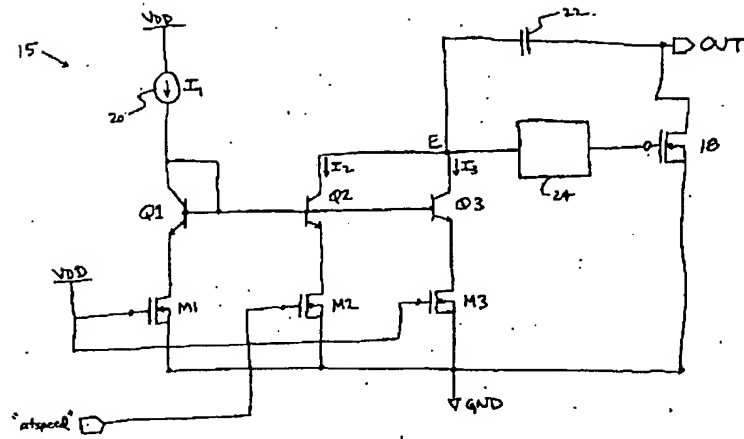 VDD
15
20
I1
22
OUT
E
I2
I3
18
24
Q1
Q2
Q3
VDD
M1
M2
M3
GND
"atspeed"